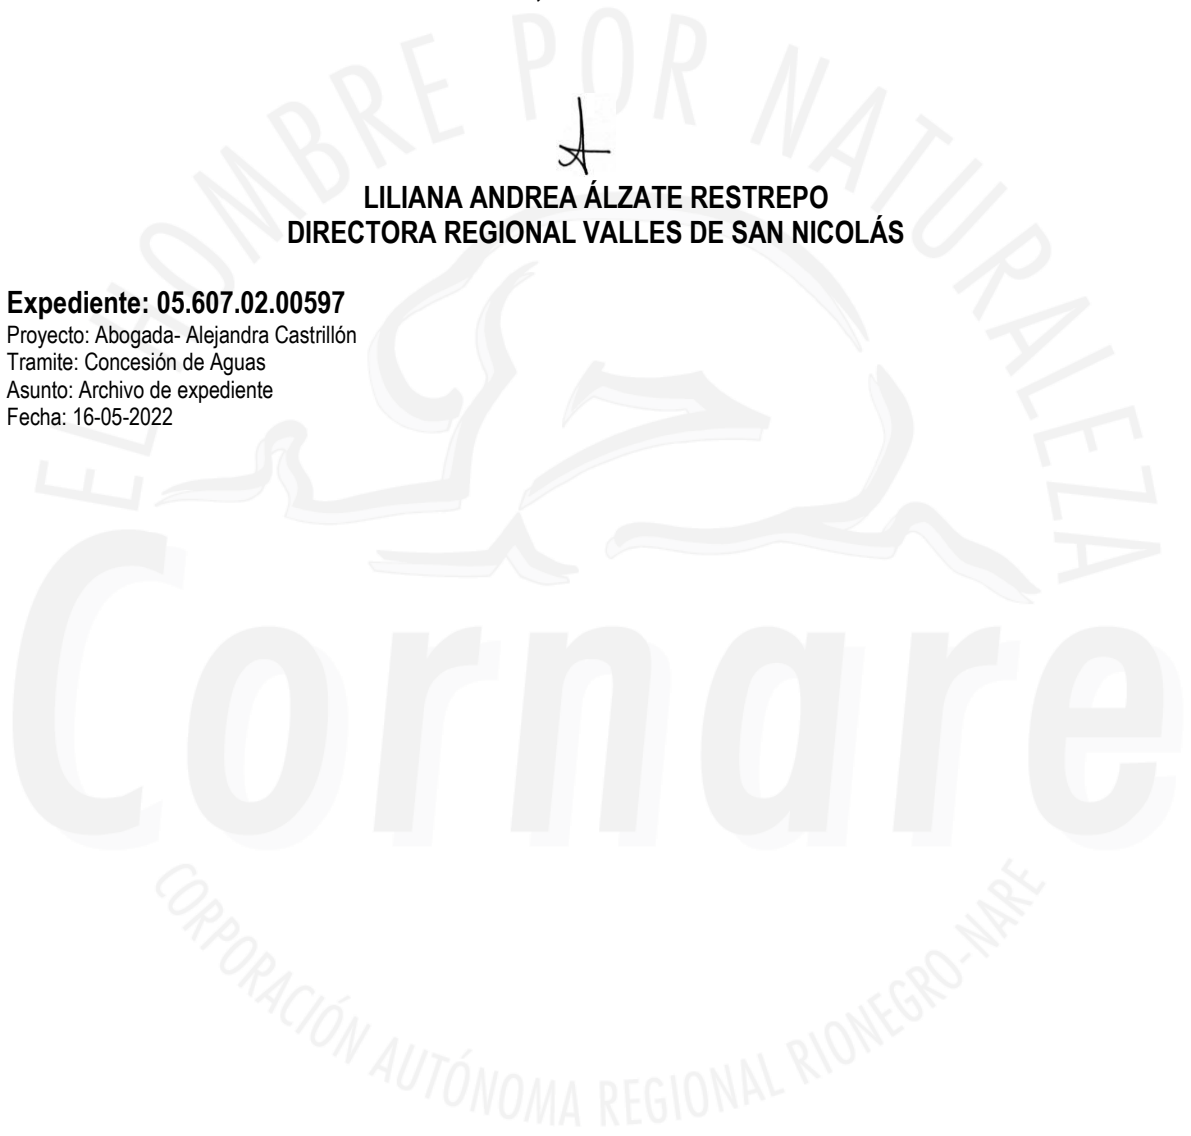 LILIANA ANDREA ÁLZATE RESTREPO
DIRECTORA REGIONAL VALLES DE SAN NICOLÁS
Expediente: 05.607.02.00597
Proyecto: Abogada- Alejandra Castrillón
Tramite: Concesión de Aguas
Asunto: Archivo de expediente
Fecha: 16-05-2022
EL HOMBRE POR NATURALEZA
Cornare
CORPORACIÓN AUTÓNOMA REGIONAL RIONEGRO-NARE